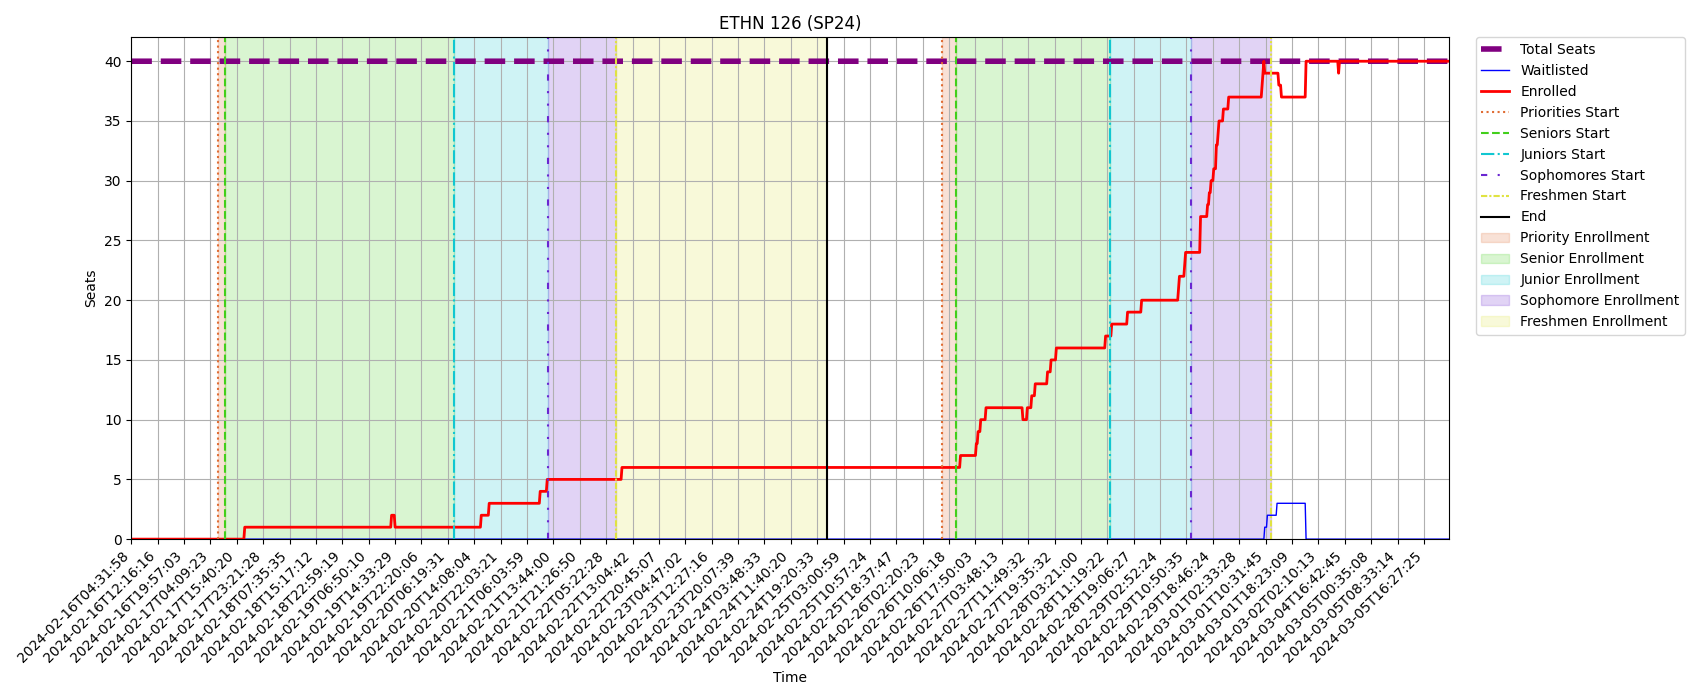 ETHN 126 (SP24)
Seats
40
35
30
25
20
15
10
5
0
2024-02-16T04:31:58
2024-02-16T12:16:16
2024-02-16T19:57:03
2024-02-17T04:09:23
2024-02-17T15:40:20
2024-02-17T23:21:28
2024-02-18T07:35:35
2024-02-18T15:17:12
2024-02-18T22:59:19
2024-02-19T06:50:10
2024-02-19T14:33:29
2024-02-19T22:20:06
2024-02-20T06:19:31
2024-02-20T14:08:04
2024-02-20T22:03:21
2024-02-21T06:03:59
2024-02-21T13:44:00
2024-02-21T21:26:50
2024-02-22T05:22:28
2024-02-22T13:04:42
2024-02-22T20:45:07
2024-02-23T04:47:02
2024-02-23T12:27:16
2024-02-23T20:07:39
2024-02-24T03:48:33
2024-02-24T11:40:20
2024-02-24T19:20:33
2024-02-25T03:00:59
2024-02-25T10:57:24
2024-02-25T18:37:47
2024-02-26T02:20:23
2024-02-26T10:06:18
2024-02-26T17:50:03
2024-02-27T03:48:13
2024-02-27T11:49:32
2024-02-27T19:35:32
2024-02-28T03:21:00
2024-02-28T11:19:22
2024-02-28T19:06:27
2024-02-29T02:52:24
2024-02-29T10:50:35
2024-02-29T18:46:24
2024-03-01T02:33:28
2024-03-01T10:31:45
2024-03-01T18:23:09
2024-03-02T02:10:13
2024-03-04T16:42:45
2024-03-05T00:35:08
2024-03-05T08:33:14
2024-03-05T16:27:25
Time
Total Seats
Waitlisted
Enrolled
Priorities Start
Seniors Start
Juniors Start
Sophomores Start
Freshmen Start
End
Priority Enrollment
Senior Enrollment
Junior Enrollment
Sophomore Enrollment
Freshmen Enrollment